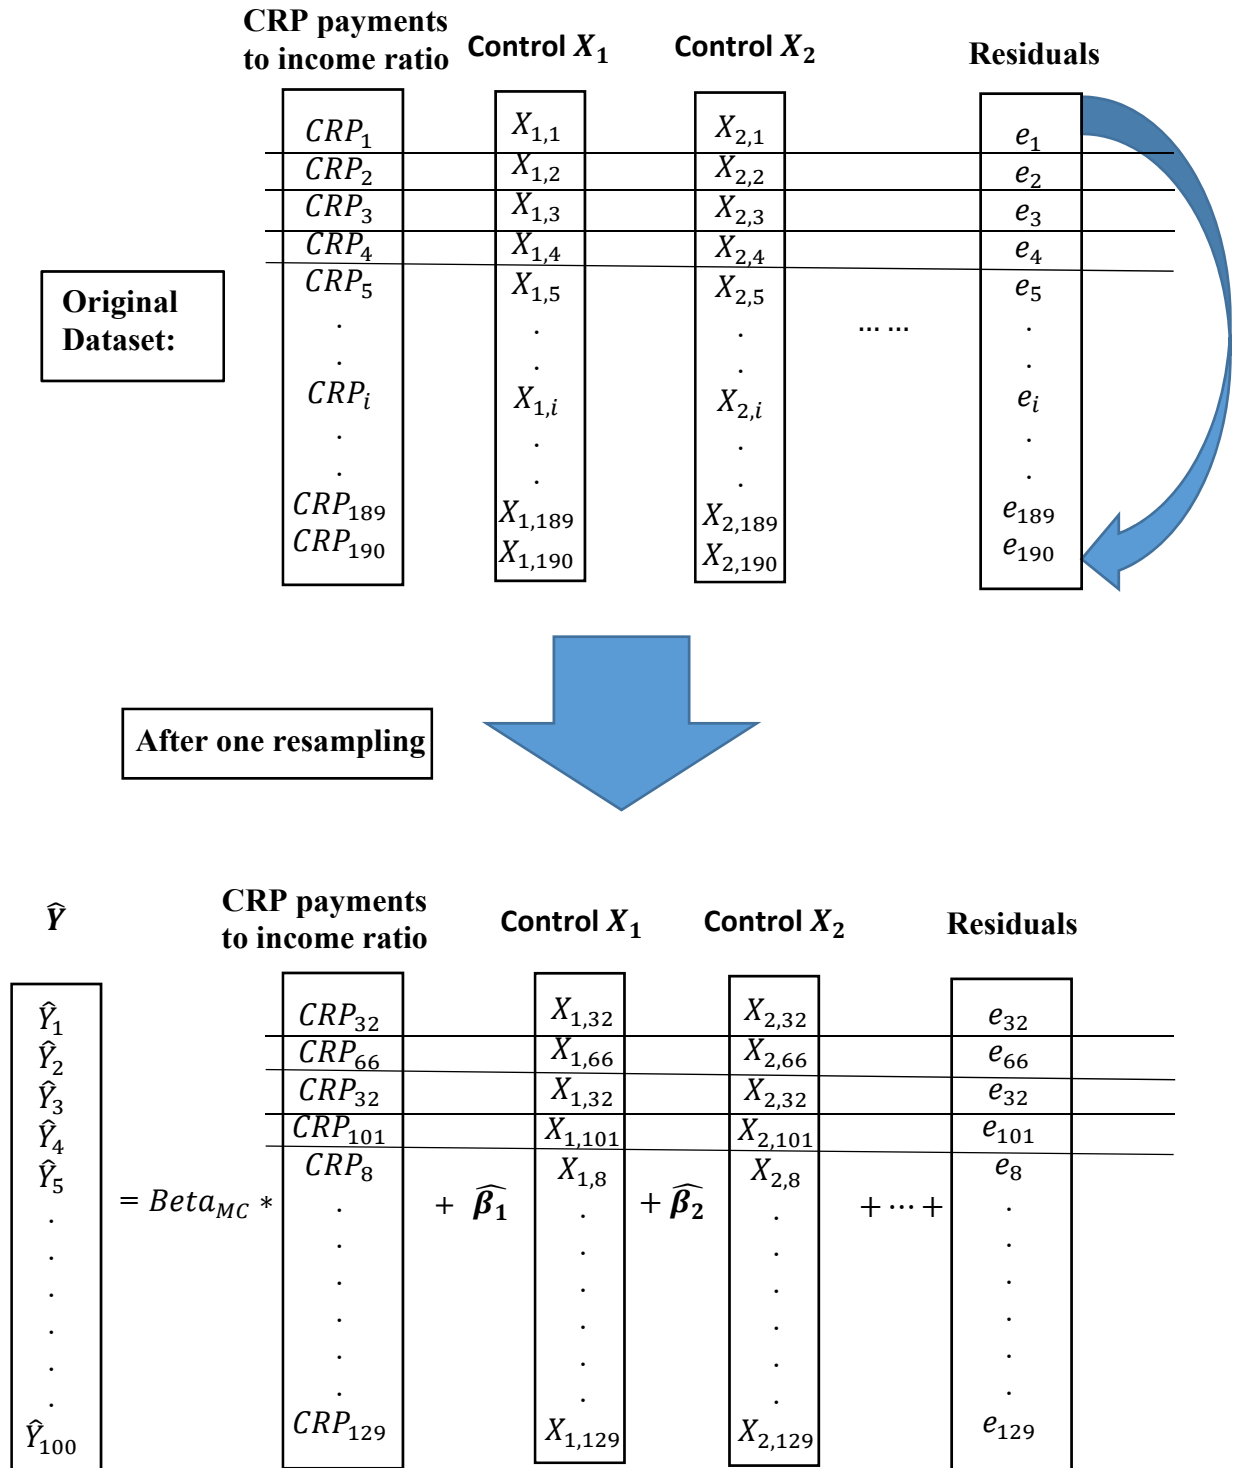 CRP payments
to income ratio
Control X₁
Control X₂
Residuals
CRP₁ X₁,₁ X₂,₁ e₁
CRP₂ X₁,₂ X₂,₂ e₂
CRP₃ X₁,₃ X₂,₃ e₃
CRP₄ X₁,₄ X₂,₄ e₄
CRP₅ X₁,₅ X₂,₅ e₅
Original
Dataset:
. . . .
... ...
. . . .
CRPᵢ X₁,ᵢ X₂,ᵢ eᵢ
. . . .
. . . .
CRP₁₈₉ X₁,₁₈₉ X₂,₁₈₉ e₁₈₉
CRP₁₉₀ X₁,₁₉₀ X₂,₁₉₀ e₁₉₀
After one resampling
Ŷ
CRP payments
to income ratio
Control X₁
Control X₂
Residuals
Ŷ₁ CRP₃₂ X₁,₃₂ X₂,₃₂ e₃₂
Ŷ₂ CRP₆₆ X₁,₆₆ X₂,₆₆ e₆₆
Ŷ₃ CRP₃₂ X₁,₃₂ X₂,₃₂ e₃₂
Ŷ₄ CRP₁₀₁ X₁,₁₀₁ X₂,₁₀₁ e₁₀₁
Ŷ₅ CRP₈ X₁,₈ X₂,₈ e₈
. = Beta_MC * . + β̂₁ . + β̂₂ . + ··· + .
. . . . .
. . . . .
. . . . .
. . . . .
. . . . .
Ŷ₁₀₀ CRP₁₂₉ X₁,₁₂₉ X₂,₁₂₉ e₁₂₉